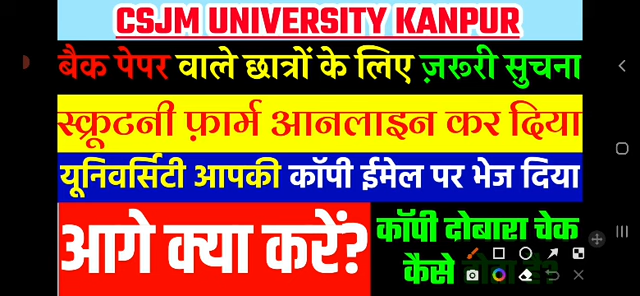 CSJM UNIVERSITY KANPUR
बैक पेपर वाले छात्रों के लिए ज़रूरी सुचना
स्क्रूटनी फ़ार्म आनलाइन कर दिया
यूनिवर्सिटी आपकी कॉपी ईमेल पर भेज दिया
आगे क्या करें?
कॉपी दोबारा चेक
कैसे